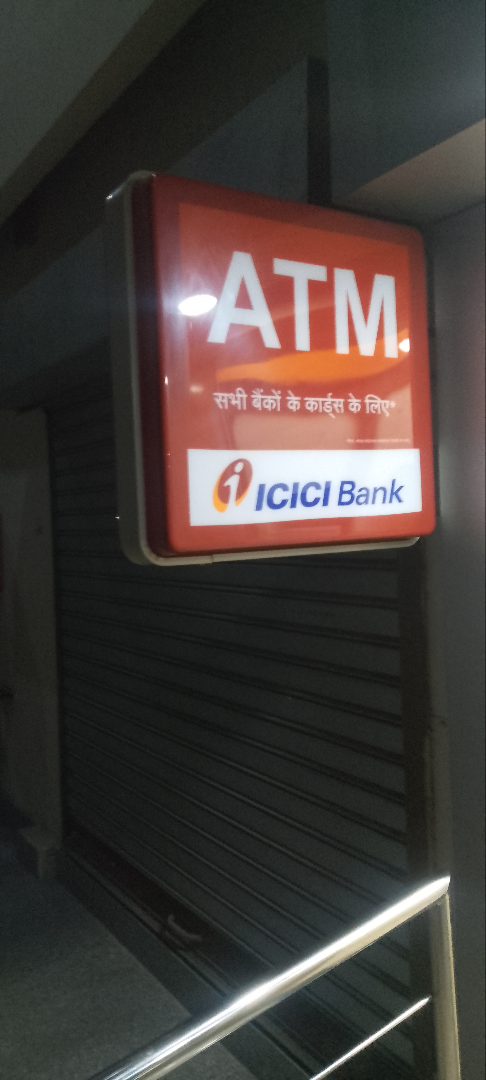 ATM
सभी बैंकों के कार्ड्स के लिए*
i ICICI Bank